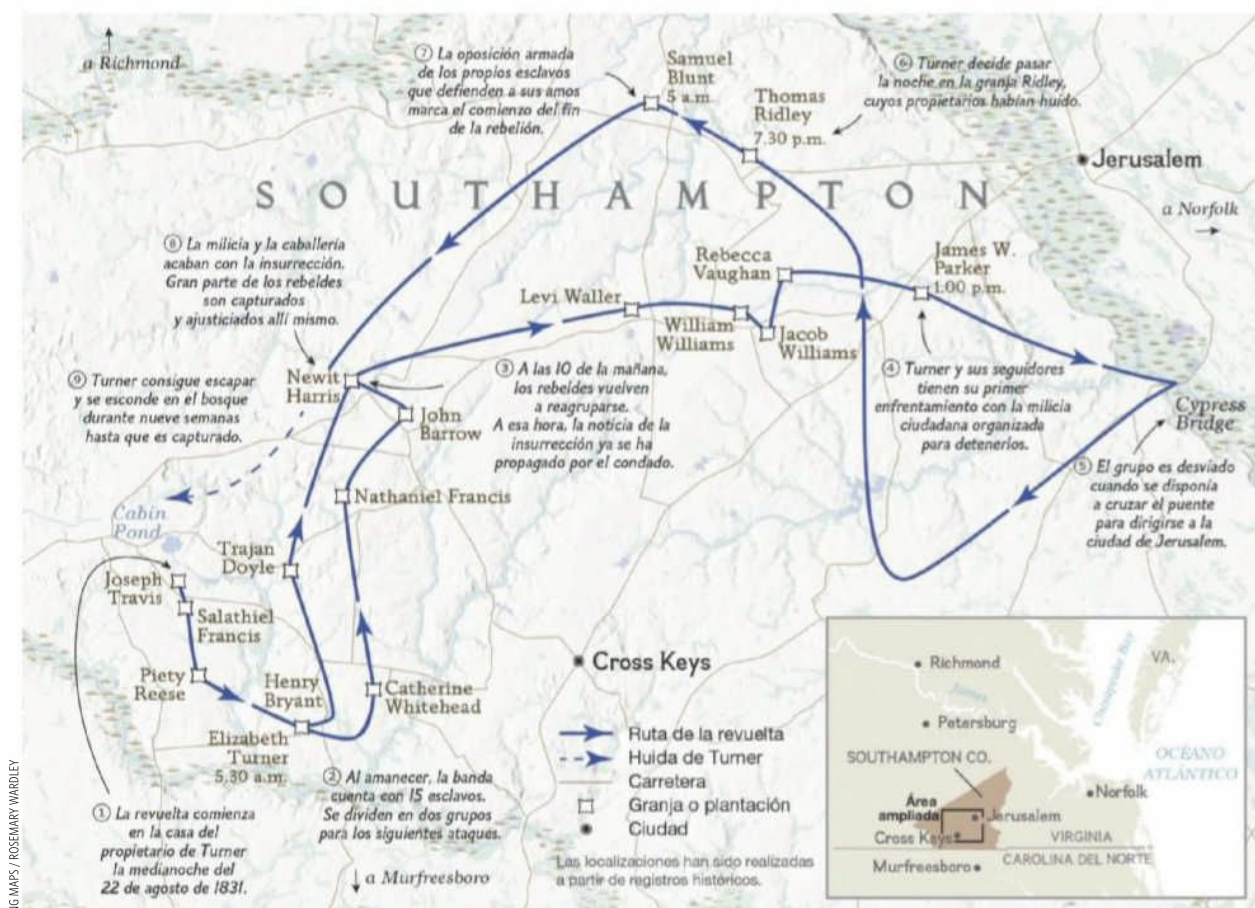 a Richmond
⑦ La oposición armada
de los propios esclavos
que defienden a sus amos
marca el comienzo del fin
de la rebelión.
Samuel
Blunt
5 a.m.
Thomas
Ridley
7.30 p.m.
⑥ Turner decide pasar
la noche en la granja Ridley,
cuyos propietarios habían huido.
Jerusalem
SOUTHAMPTON
a Norfolk
⑧ La milicia y la caballería
acaban con la insurrección.
Gran parte de los rebeldes
son capturados
y ajusticiados allí mismo.
Rebecca
Vaughan
James W.
Parker
1.00 p.m.
Levi Waller
William
Williams
Jacob
Williams
Newit
Harris
⑨ Turner consigue escapar
y se esconde en el bosque
durante nueve semanas
hasta que es capturado.
John
Barrow
③ A las 10 de la mañana,
los rebeldes vuelven
a reagruparse.
A esa hora, la noticia de la
insurrección ya se ha
propagado por el condado.
④ Turner y sus seguidores
tienen su primer
enfrentamiento con la milicia
ciudadana organizada
para detenerlos.
Cypress
Bridge
⑤ El grupo es desviado
cuando se disponía
a cruzar el puente
para dirigirse a la
ciudad de Jerusalem.
Nathaniel Francis
Cabin
Pond
Trajan
Doyle
Joseph
Travis
Salathiel
Francis
Piety
Reese
Henry
Bryant
Catherine
Whitehead
Cross Keys
Elizabeth
Turner
5.30 a.m.
① La revuelta comienza
en la casa del
propietario de Turner
la medianoche del
22 de agosto de 1831.
② Al amanecer, la banda
cuenta con 15 esclavos.
Se dividen en dos grupos
para los siguientes ataques.
a Murfreesboro
Ruta de la revuelta
Huida de Turner
Carretera
Granja o plantación
Ciudad
Las localizaciones han sido realizadas
a partir de registros históricos.
Richmond
VA.
James
Chesapeake Bay
Petersburg
OCÉANO
ATLÁNTICO
SOUTHAMPTON CO.
Norfolk
Área
ampliada
Jerusalem
Cross Keys
VIRGINIA
CAROLINA DEL NORTE
Murfreesboro
NG MAPS / ROSEMARY WARDLEY